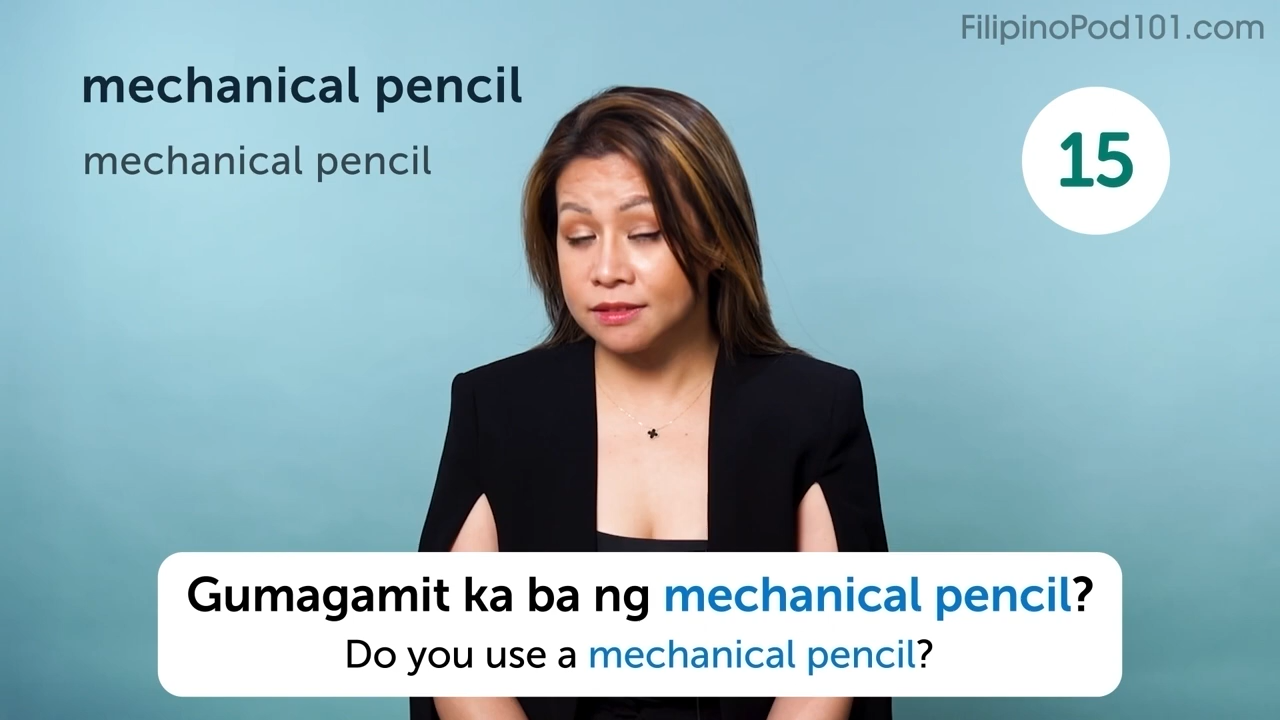 FilipinoPod101.com
mechanical pencil
mechanical pencil
15
Gumagamit ka ba ng mechanical pencil?
Do you use a mechanical pencil?